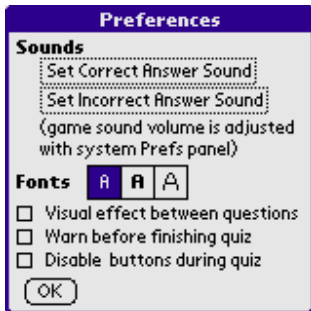 Preferences
Sounds
Set Correct Answer Sound
Set Incorrect Answer Sound
(game sound volume is adjusted
with system Prefs panel)
Fonts A A A
Visual effect between questions
Warn before finishing quiz
Disable buttons during quiz
OK